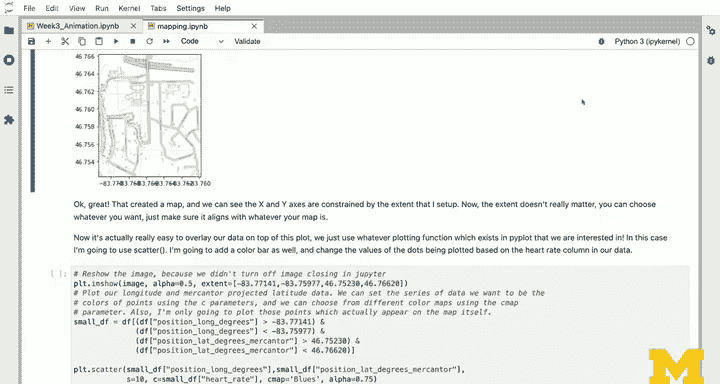 File Edit View Run Kernel Tabs Settings Help
Week3_Animation.ipynb
mapping.ipynb
Code Validate Python 3 (ipykernel)
46.766
46.764
46.762
46.760
46.758
46.756
46.754
Ok, great! That created a map, and we can see the X and Y axes are constrained by the extent that I setup. Now, the extent doesn't really matter, you can choose
whatever you want, just make sure it aligns with whatever your map is.
Now it's actually really easy to overlay our data on top of this plot, we just use whatever plotting function which exists in pyplot that we are interested in! In this case
I'm going to use scatter(). I'm going to add a color bar as well, and change the values of the dots being plotted based on the heart rate column in our data.
[ ]: # Reshow the image, because we didn't turn off image closing in jupyter
plt.imshow(image, alpha=0.5, extent=[-83.77141,-83.75977,46.75230,46.76620])
# Plot our longitude and mercantor projected latitude data. We can set the series of data we want to be the
# colors of points using the c parameters, and we can choose from different color maps using the cmap
# parameter. Also, I'm only going to plot those points which actually appear on the map itself.
small_df = df[(df["position_long_degrees"] > -83.77141) &
(df["position_long_degrees"] < -83.75977) &
(df["position_lat_degrees_mercantor"] > 46.75230) &
(df["position_lat_degrees_mercantor"] < 46.76620)]
plt.scatter(small_df["position_long_degrees"],small_df["position_lat_degrees_mercantor"],
s=10, c=small_df["heart_rate"], cmap='Blues', alpha=0.75)
M